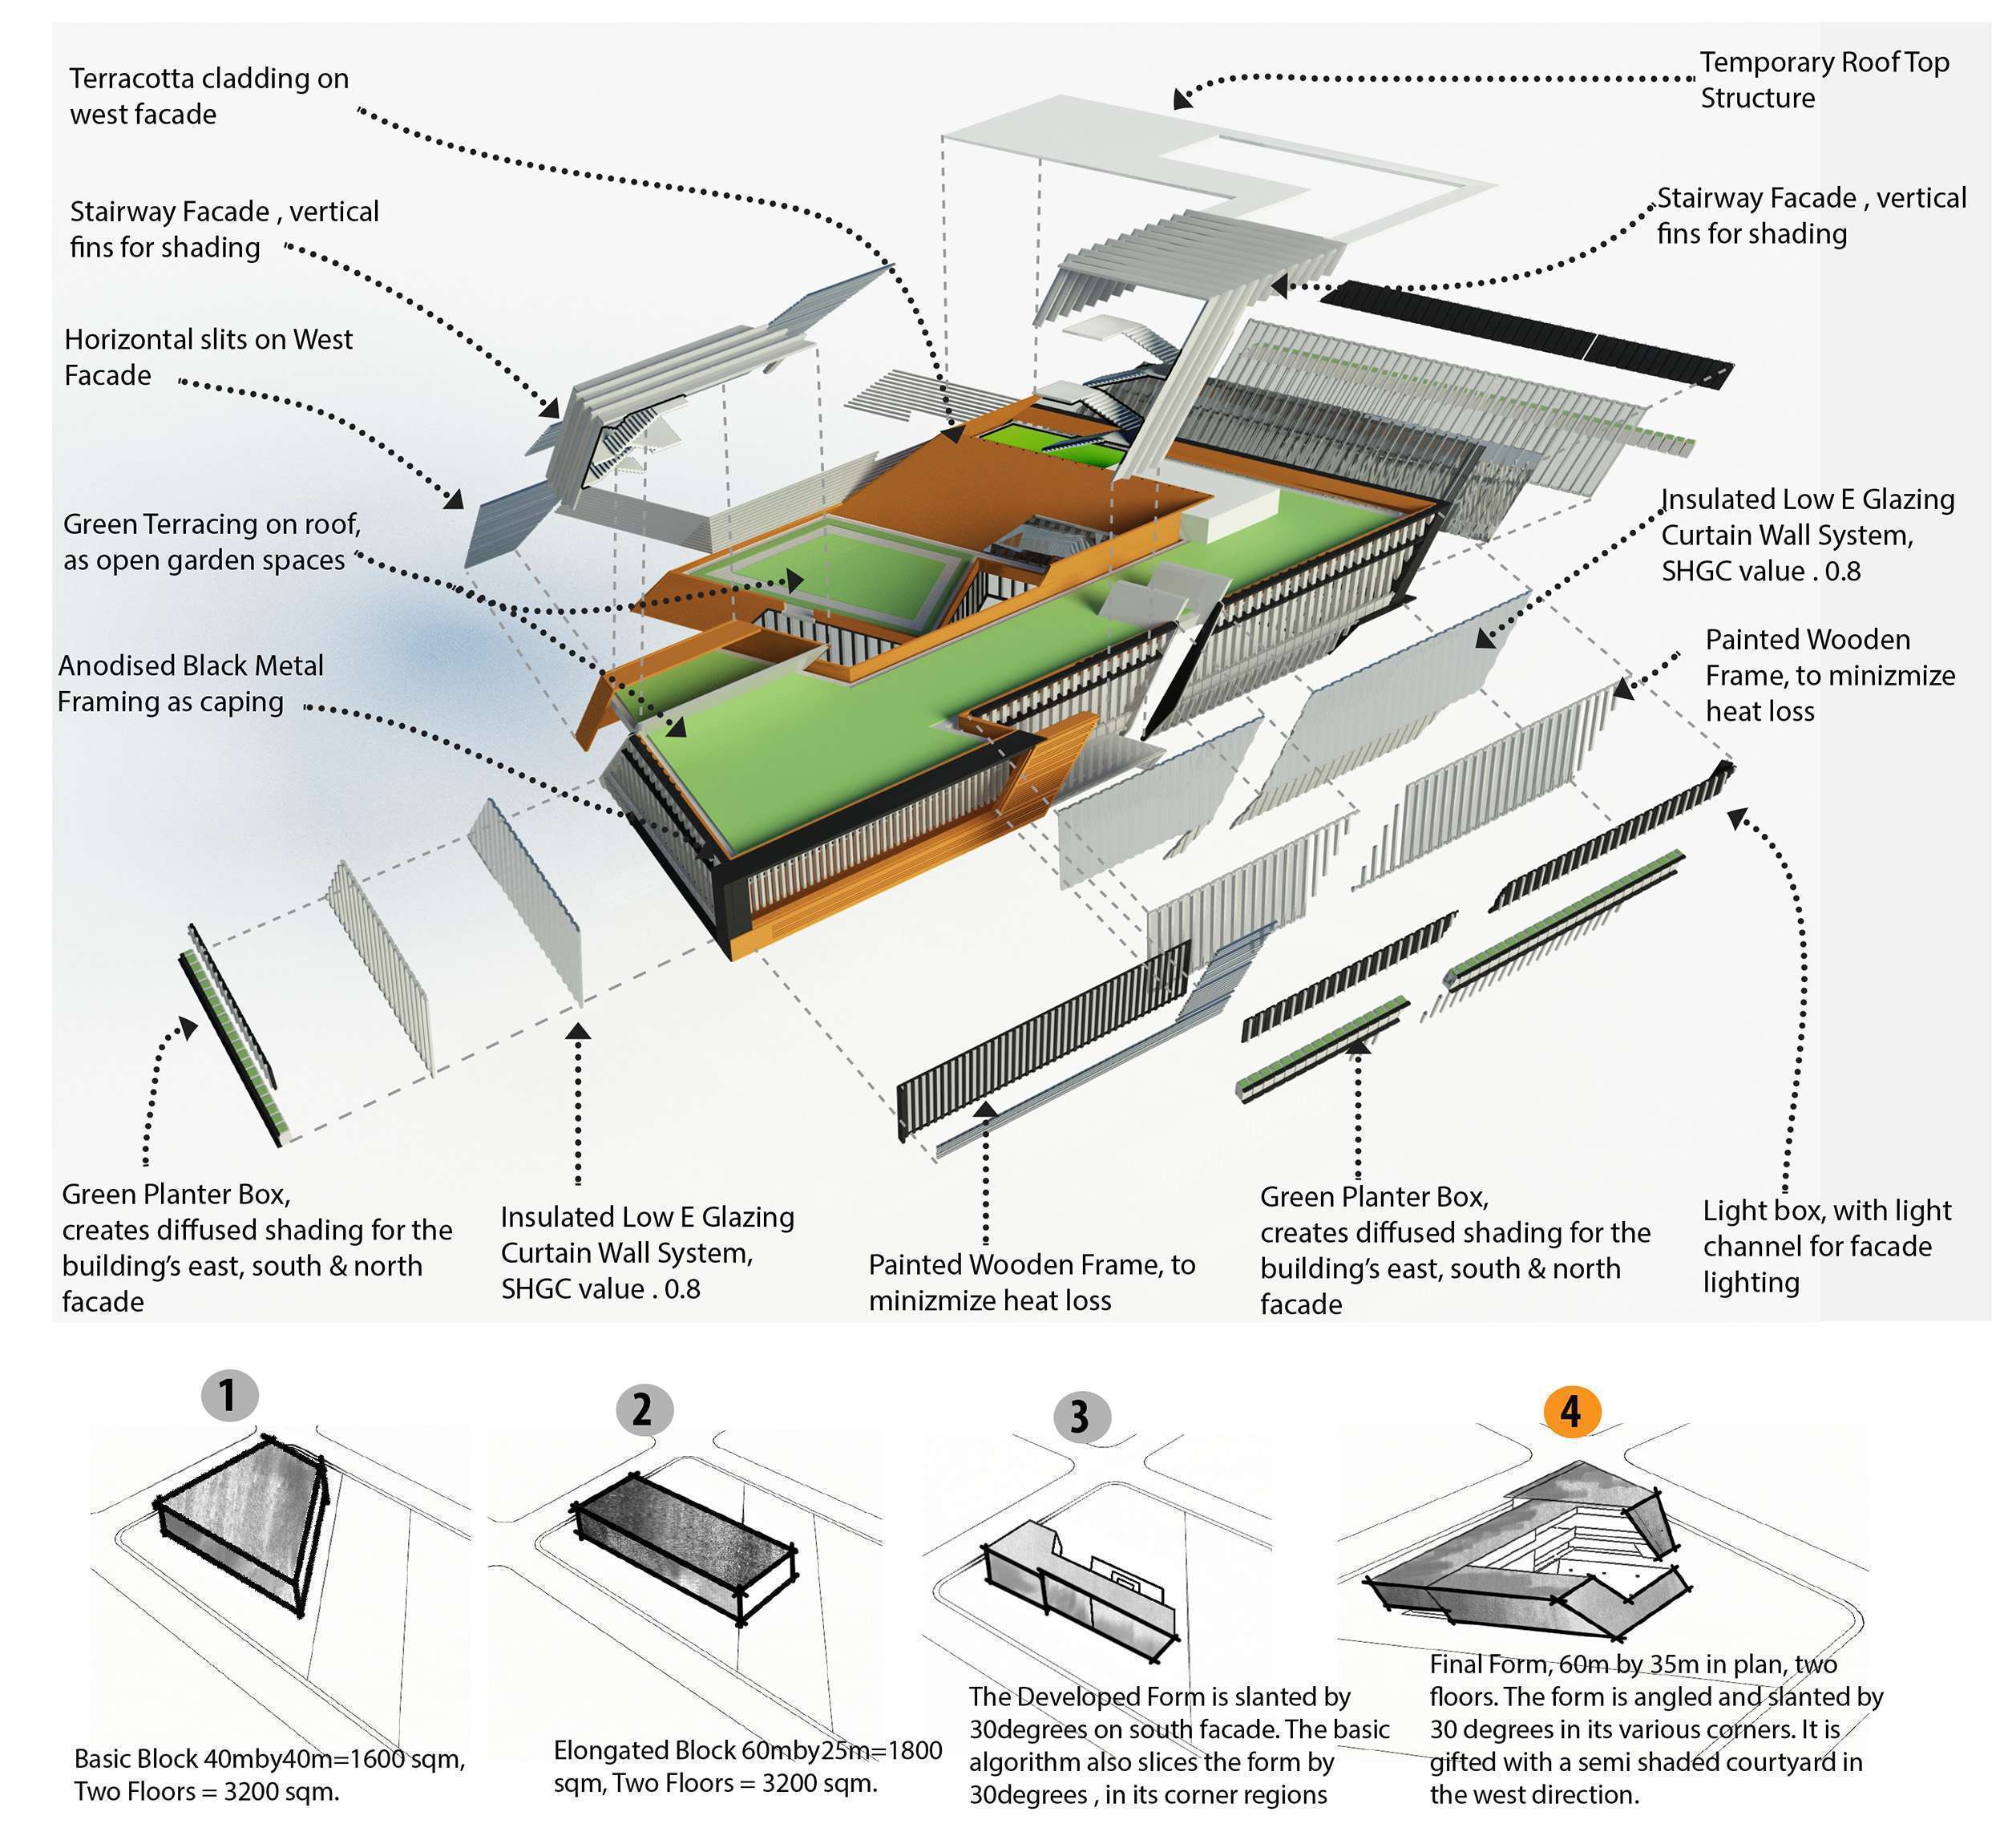 Terracotta cladding on
west facade
Temporary Roof Top
Structure
Stairway Facade , vertical
fins for shading
Stairway Facade , vertical
fins for shading
Horizontal slits on West
Facade
Green Terracing on roof,
as open garden spaces
Insulated Low E Glazing
Curtain Wall System,
SHGC value . 0.8
Anodised Black Metal
Framing as caping
Painted Wooden
Frame, to minizmize
heat loss
Green Planter Box,
creates diffused shading for the
building's east, south & north
facade
Insulated Low E Glazing
Curtain Wall System,
SHGC value . 0.8
Painted Wooden Frame, to
minizmize heat loss
Green Planter Box,
creates diffused shading for the
building's east, south & north
facade
Light box, with light
channel for facade
lighting
1
Basic Block 40mby40m=1600 sqm,
Two Floors = 3200 sqm.
2
Elongated Block 60mby25m=1800
sqm, Two Floors = 3200 sqm.
3
The Developed Form is slanted by
30degrees on south facade. The basic
algorithm also slices the form by
30degrees , in its corner regions
4
Final Form, 60m by 35m in plan, two
floors. The form is angled and slanted by
30 degrees in its various corners. It is
gifted with a semi shaded courtyard in
the west direction.